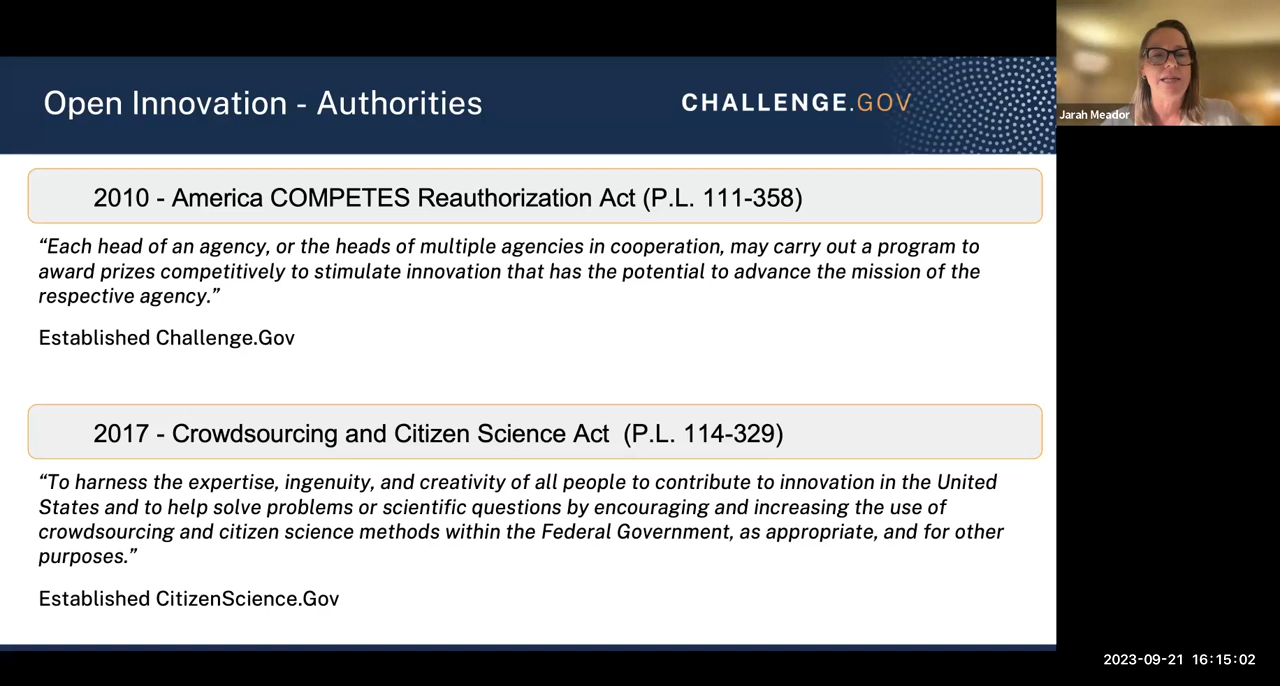 Open Innovation - Authorities
CHALLENGE.GOV
Jarah Meador
2010 - America COMPETES Reauthorization Act (P.L. 111-358)
“Each head of an agency, or the heads of multiple agencies in cooperation, may carry out a program to
award prizes competitively to stimulate innovation that has the potential to advance the mission of the
respective agency.”
Established Challenge.Gov
2017 - Crowdsourcing and Citizen Science Act (P.L. 114-329)
“To harness the expertise, ingenuity, and creativity of all people to contribute to innovation in the United
States and to help solve problems or scientific questions by encouraging and increasing the use of
crowdsourcing and citizen science methods within the Federal Government, as appropriate, and for other
purposes.”
Established CitizenScience.Gov
2023-09-21 16:15:02